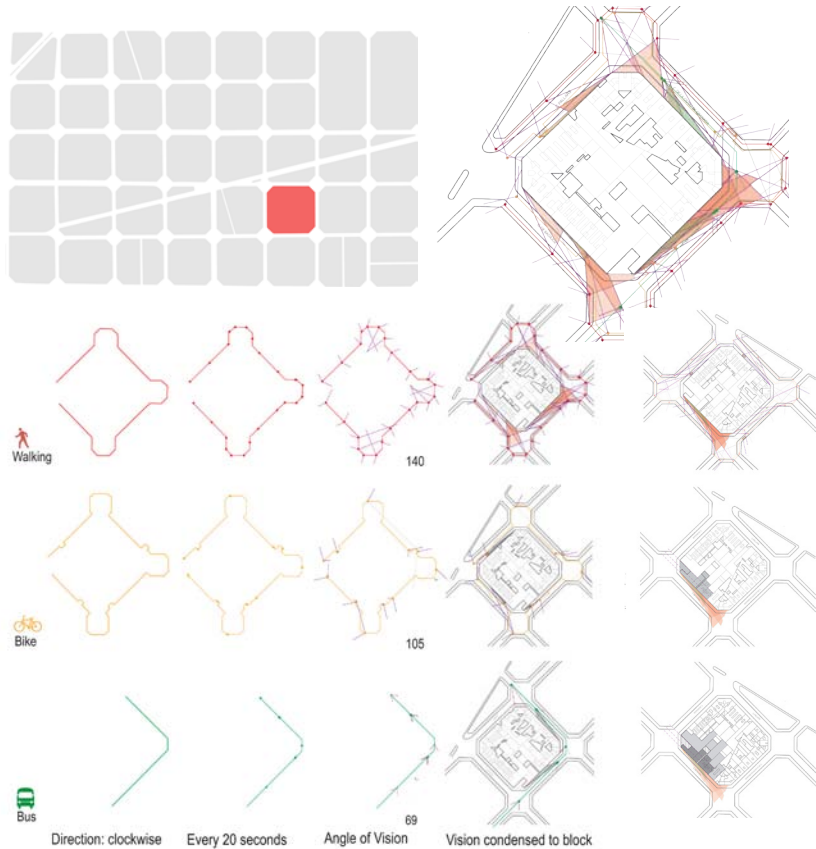 Walking
140
Bike
105
Bus
69
Direction: clockwise
Every 20 seconds
Angle of Vision
Vision condensed to block